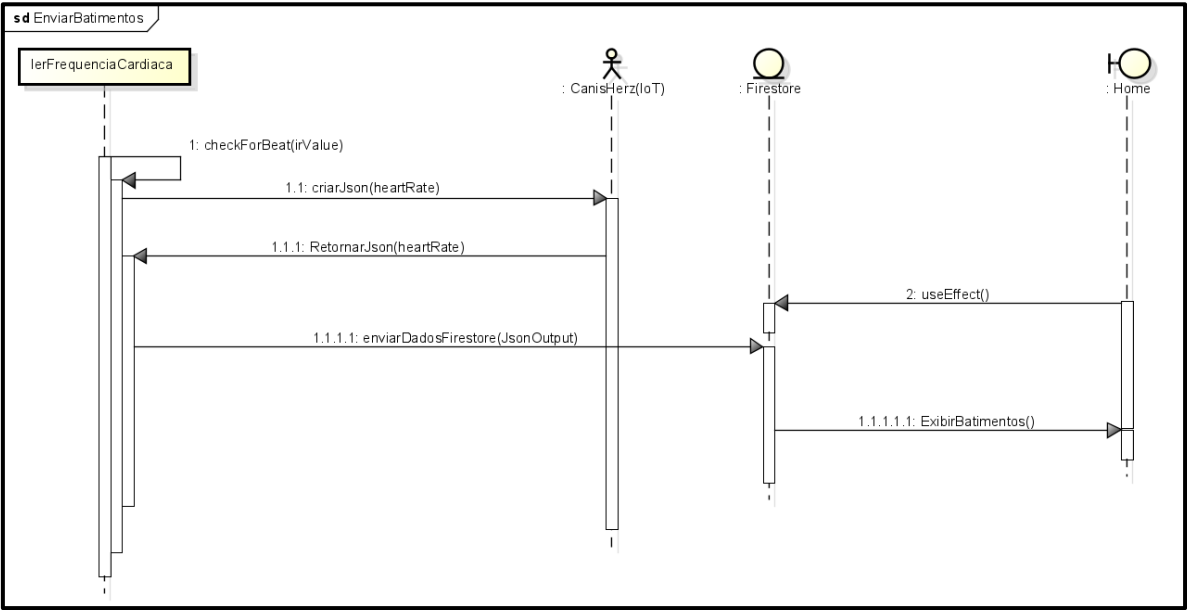 sd EnviarBatimentos
lerFrequenciaCardiaca
: CanisHerz(IoT)
: Firestore
: Home
1: checkForBeat(irValue)
1.1: criarJson(heartRate)
1.1.1: RetornarJson(heartRate)
2: useEffect()
1.1.1.1: enviarDadosFirestore(JsonOutput)
1.1.1.1.1: ExibirBatimentos()